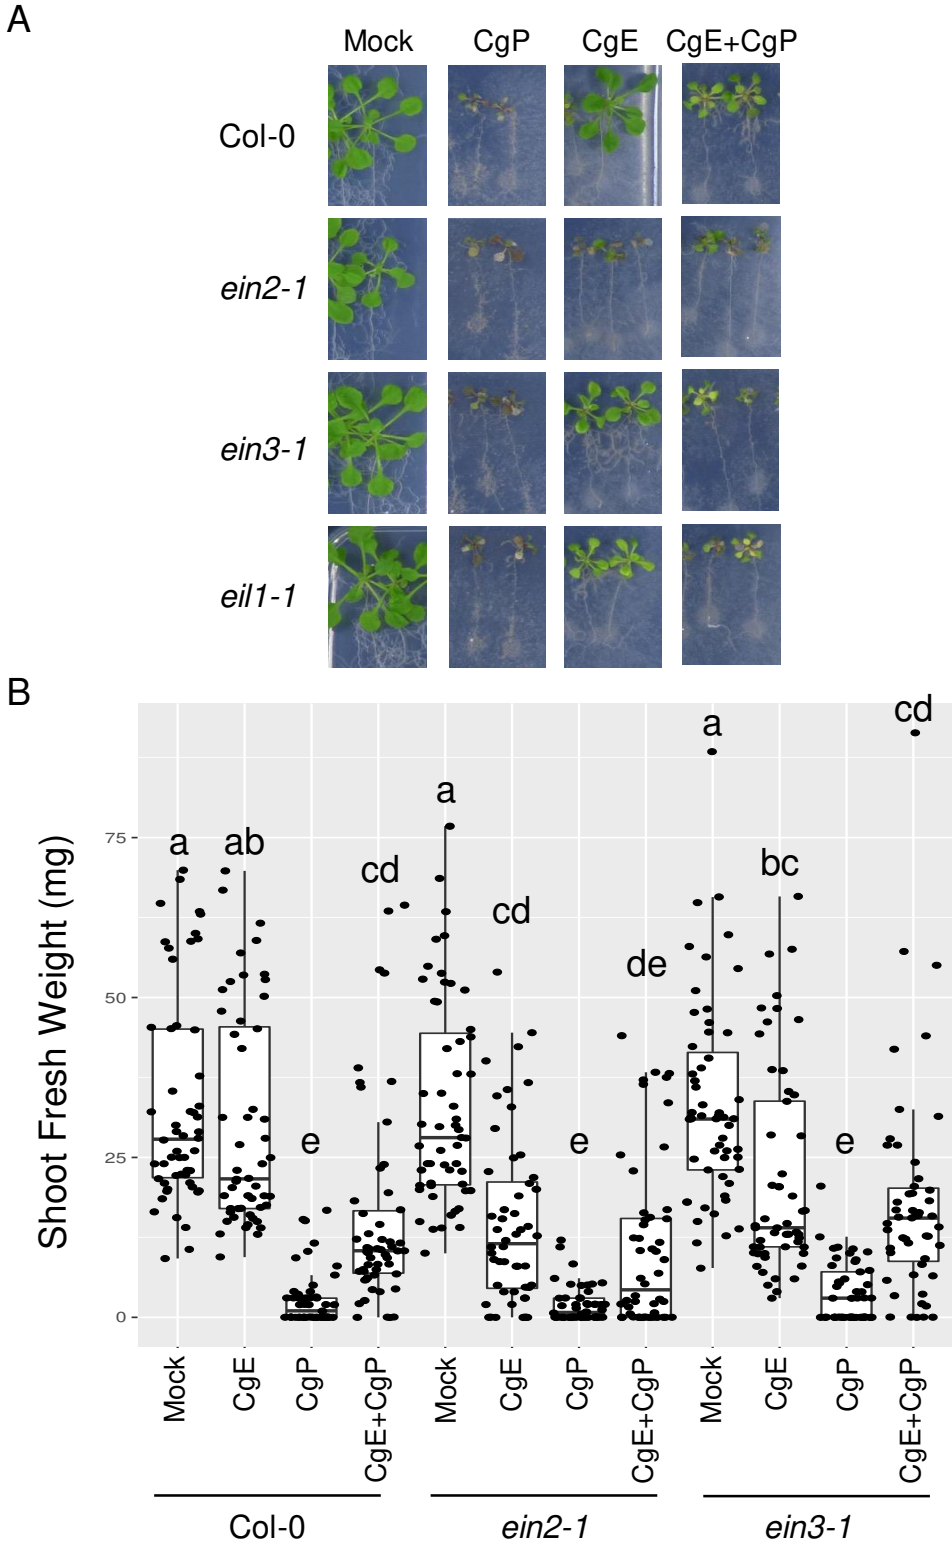 A
Mock CgP CgE CgE+CgP
Col-0
ein2-1
ein3-1
eil1-1
B
Shoot Fresh Weight (mg)
75
50
25
0
a ab e cd a cd e de a bc e cd
Mock CgE CgP CgE+CgP Mock CgE CgP CgE+CgP Mock CgE CgP CgE+CgP
Col-0 ein2-1 ein3-1